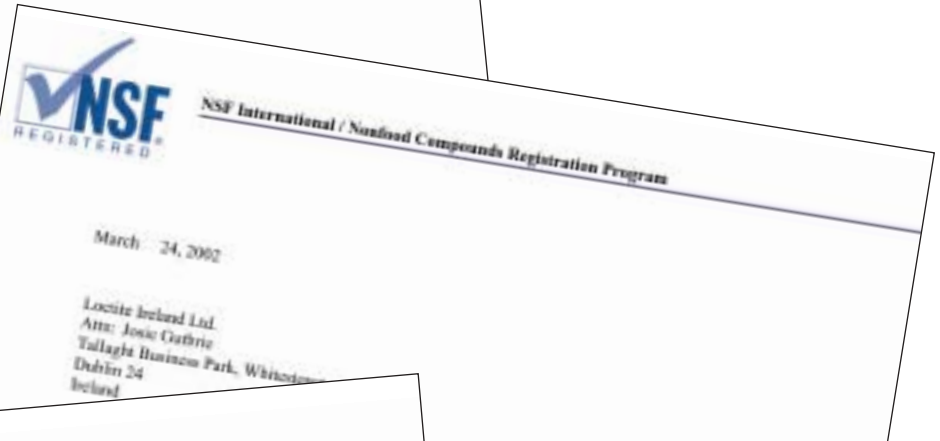 NSF
REGISTERED
NSF International / Nonfood Compounds Registration Program
March 24, 2002
Loctite Ireland Ltd.
Attn: Josie Guthrie
Tallaght Business Park,
Dublin 24
Ireland